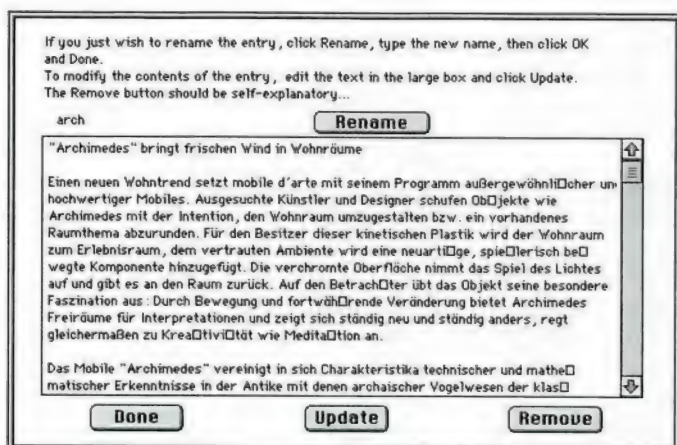 If you just wish to rename the entry, click Rename, type the new name, then click OK
and Done.
To modify the contents of the entry, edit the text in the large box and click Update.
The Remove button should be self-explanatory...
arch
Rename
"Archimedes" bringt frischen Wind in Wohnräume
Einen neuen Wohntrend setzt mobile d'arte mit seinem Programm außergewöhnli□cher un
hochwertiger Mobiles. Ausgesuchte Künstler und Designer schufen Ob□jekte wie
Archimedes mit der Intention, den Wohnraum umzugestalten bzw. ein vorhandenes
Raumthema abzurunden. Für den Besitzer dieser kinetischen Plastik wird der Wohnraum
zum Erlebnisraum, dem vertrauten Ambiente wird eine neuarti□ge, spie□lerisch be□
wegte Komponente hinzugefügt. Die verchromte Oberfläche nimmt das Spiel des Lichtes
auf und gibt es an den Raum zurück. Auf den Betrach□ter übt das Objekt seine besondere
Faszination aus: Durch Bewegung und fortwäh□rende Veränderung bietet Archimedes
Freiräume für Interpretationen und zeigt sich ständig neu und ständig anders, regt
gleichermaßen zu Krea□tivi□tät wie Medita□tion an.
Das Mobile "Archimedes" vereinigt in sich Charakteristika technischer und mathe□
matischer Erkenntnisse in der Antike mit denen archaischer Vogelwesen der klas□
Done
Update
Remove